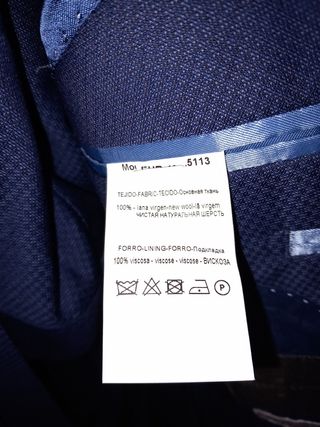 5113
TEJIDO-FABRIC-TECIDO-Основная ткань
100% - lana virgen-new wool-lã virgem
ЧИСТАЯ НАТУРАЛЬНАЯ ШЕРСТЬ
FORRO-LINING-FORRO-Подкладка
100% viscosa - viscose - viscose - ВИСКОЗА
P